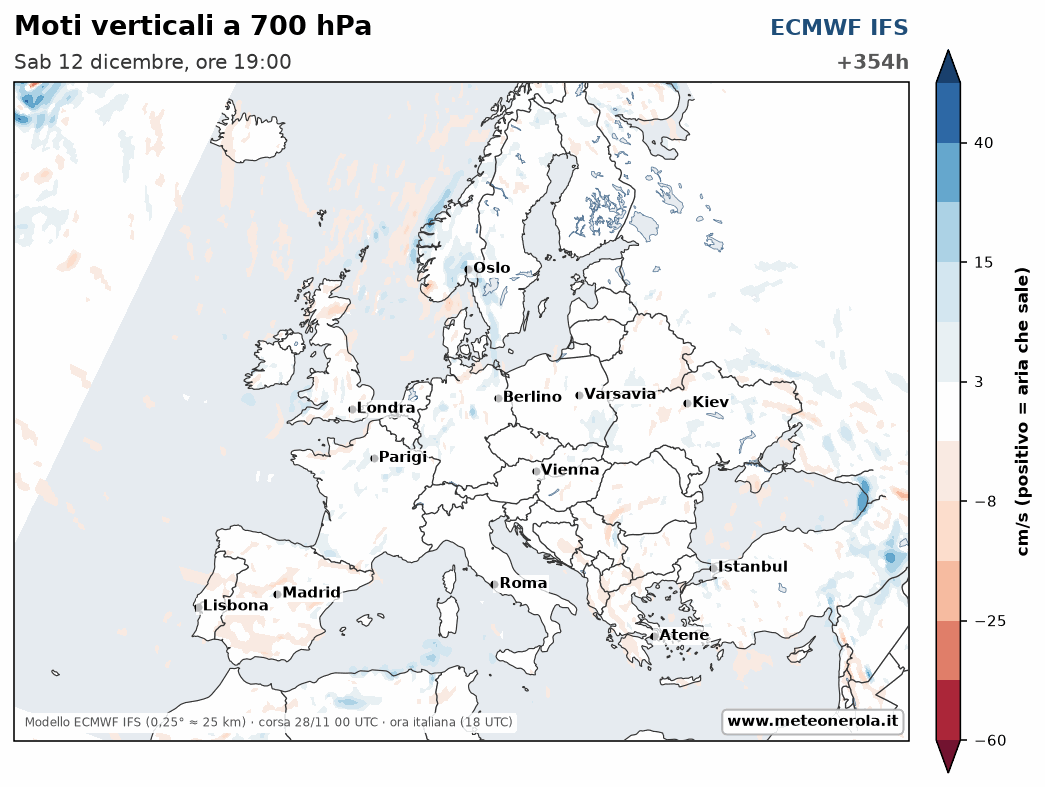 Moti verticali a 700 hPa
ECMWF IFS
Sab 12 dicembre, ore 19:00
+354h
40
15
3
−8
−25
−60
cm/s (positivo = aria che sale)
Oslo
Berlino
Varsavia
Kiev
Londra
Parigi
Vienna
Istanbul
Roma
Madrid
Lisbona
Atene
Modello ECMWF IFS (0,25° ≈ 25 km) · corsa 28/11 00 UTC · ora italiana (18 UTC)
www.meteonerola.it